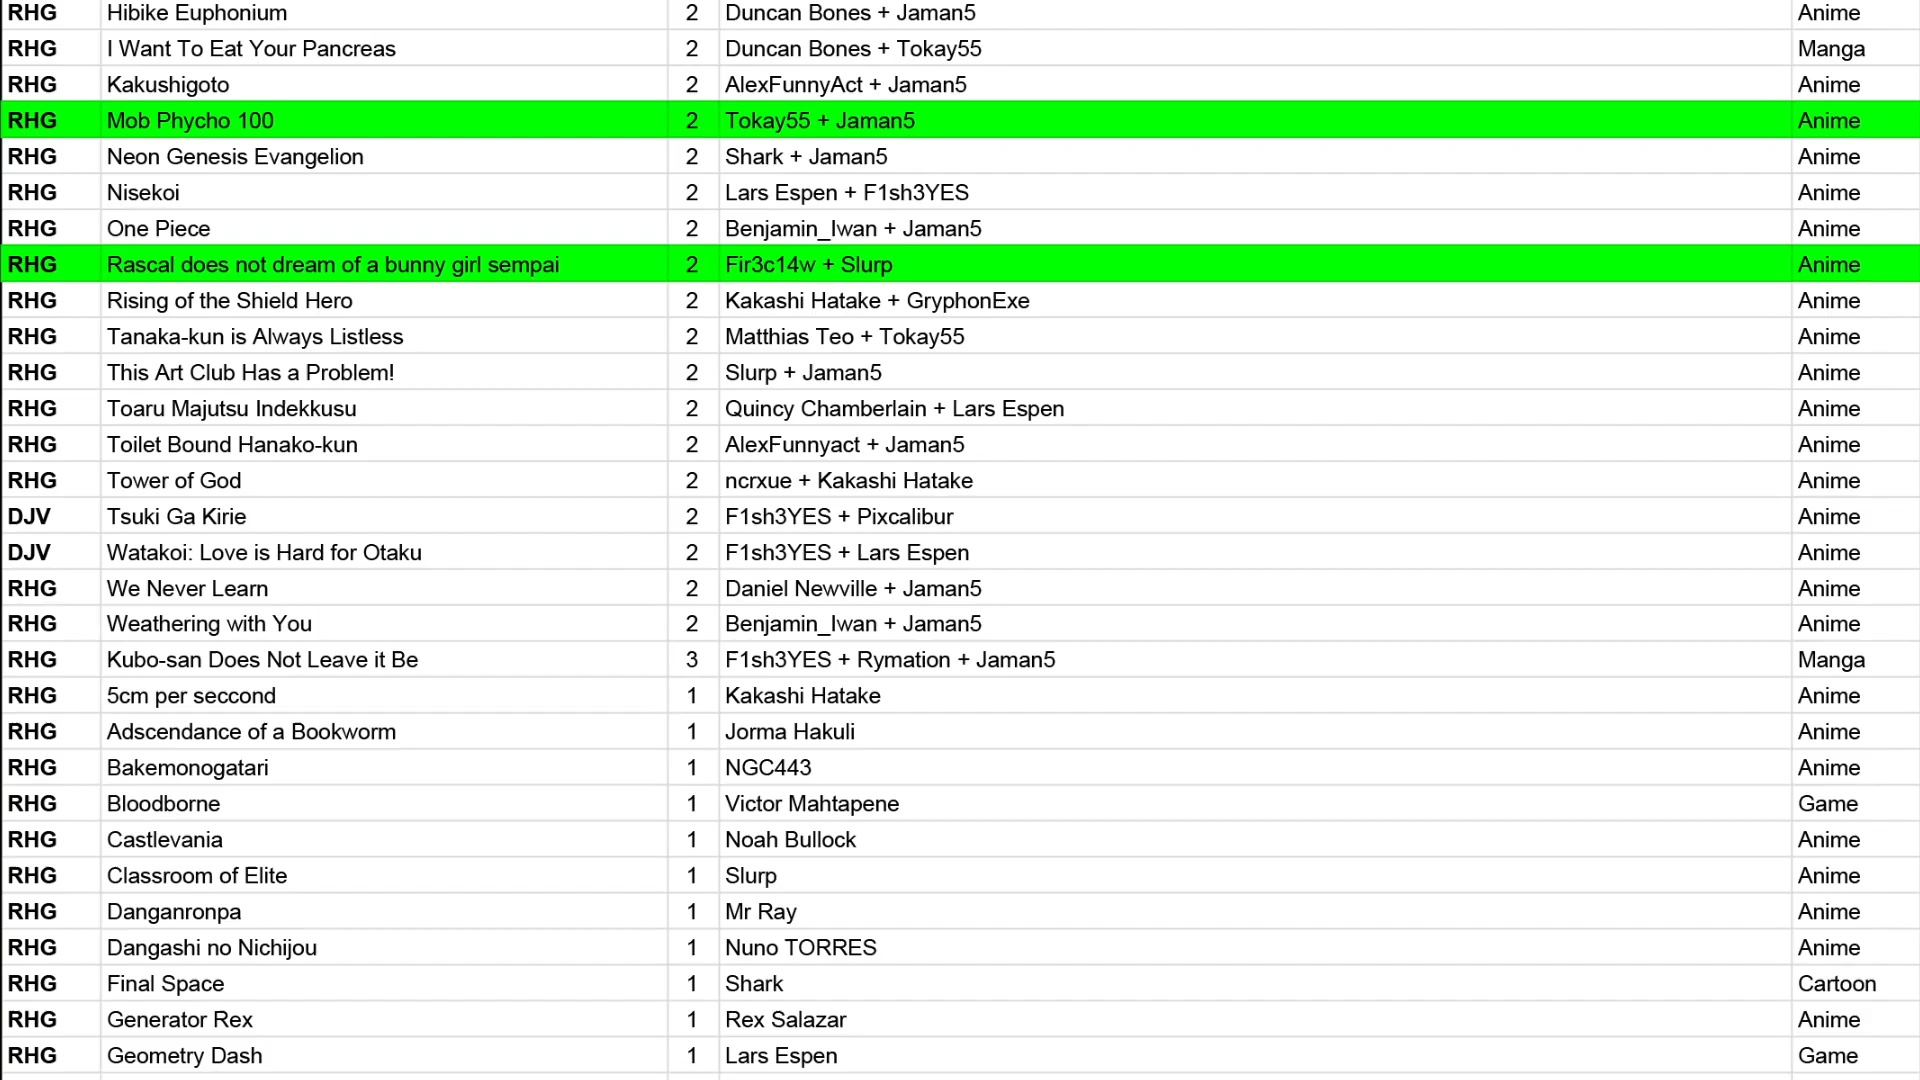 RHG Hibike Euphonium 2 Duncan Bones + Jaman5 Anime
RHG I Want To Eat Your Pancreas 2 Duncan Bones + Tokay55 Manga
RHG Kakushigoto 2 AlexFunnyAct + Jaman5 Anime
RHG Mob Phycho 100 2 Tokay55 + Jaman5 Anime
RHG Neon Genesis Evangelion 2 Shark + Jaman5 Anime
RHG Nisekoi 2 Lars Espen + F1sh3YES Anime
RHG One Piece 2 Benjamin_Iwan + Jaman5 Anime
RHG Rascal does not dream of a bunny girl sempai 2 Fir3c14w + Slurp Anime
RHG Rising of the Shield Hero 2 Kakashi Hatake + GryphonExe Anime
RHG Tanaka-kun is Always Listless 2 Matthias Teo + Tokay55 Anime
RHG This Art Club Has a Problem! 2 Slurp + Jaman5 Anime
RHG Toaru Majutsu Indekkusu 2 Quincy Chamberlain + Lars Espen Anime
RHG Toilet Bound Hanako-kun 2 AlexFunnyact + Jaman5 Anime
RHG Tower of God 2 ncrxue + Kakashi Hatake Anime
DJV Tsuki Ga Kirie 2 F1sh3YES + Pixcalibur Anime
DJV Watakoi: Love is Hard for Otaku 2 F1sh3YES + Lars Espen Anime
RHG We Never Learn 2 Daniel Newville + Jaman5 Anime
RHG Weathering with You 2 Benjamin_Iwan + Jaman5 Anime
RHG Kubo-san Does Not Leave it Be 3 F1sh3YES + Rymation + Jaman5 Manga
RHG 5cm per seccond 1 Kakashi Hatake Anime
RHG Adscendance of a Bookworm 1 Jorma Hakuli Anime
RHG Bakemonogatari 1 NGC443 Anime
RHG Bloodborne 1 Victor Mahtapene Game
RHG Castlevania 1 Noah Bullock Anime
RHG Classroom of Elite 1 Slurp Anime
RHG Danganronpa 1 Mr Ray Anime
RHG Dangashi no Nichijou 1 Nuno TORRES Anime
RHG Final Space 1 Shark Cartoon
RHG Generator Rex 1 Rex Salazar Anime
RHG Geometry Dash 1 Lars Espen Game